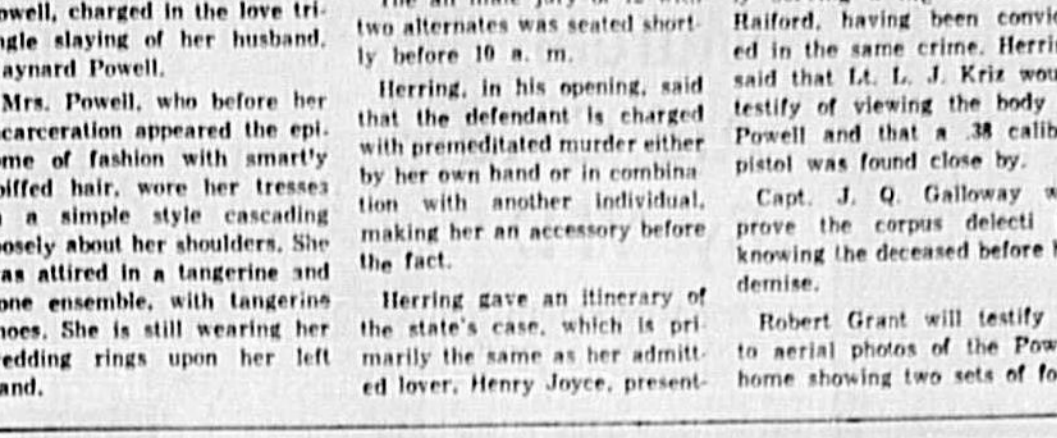 owell, charged in the love tri-
ngle slaying of her husband,
aynard Powell.
Mrs. Powell, who before her
carceration appeared the epi-
ome of fashion with smart'y
oiffed hair, wore her tresses
a simple style cascading
oosely about her shoulders. She
as attired in a tangerine and
one ensemble, with tangerine
hoes. She is still wearing her
edding rings upon her left
and.
two alternates was seated short-
ly before 10 a. m.
Herring, in his opening, said
that the defendant is charged
with premeditated murder either
by her own hand or in combina
tion with another individual,
making her an accessory before
the fact.
Herring gave an itinerary of
the state's case, which is pri
marily the same as her admitt-
ed lover, Henry Joyce, present-
Raiford, having been convic
ed in the same crime. Herri
said that Lt. L. J. Kriz wou
testify of viewing the body
Powell and that a .38 calib
pistol was found close by.
Capt. J. Q. Galloway w
prove the corpus delecti
knowing the deceased before
demise.
Robert Grant will testify
to aerial photos of the Pow
home showing two sets of fo